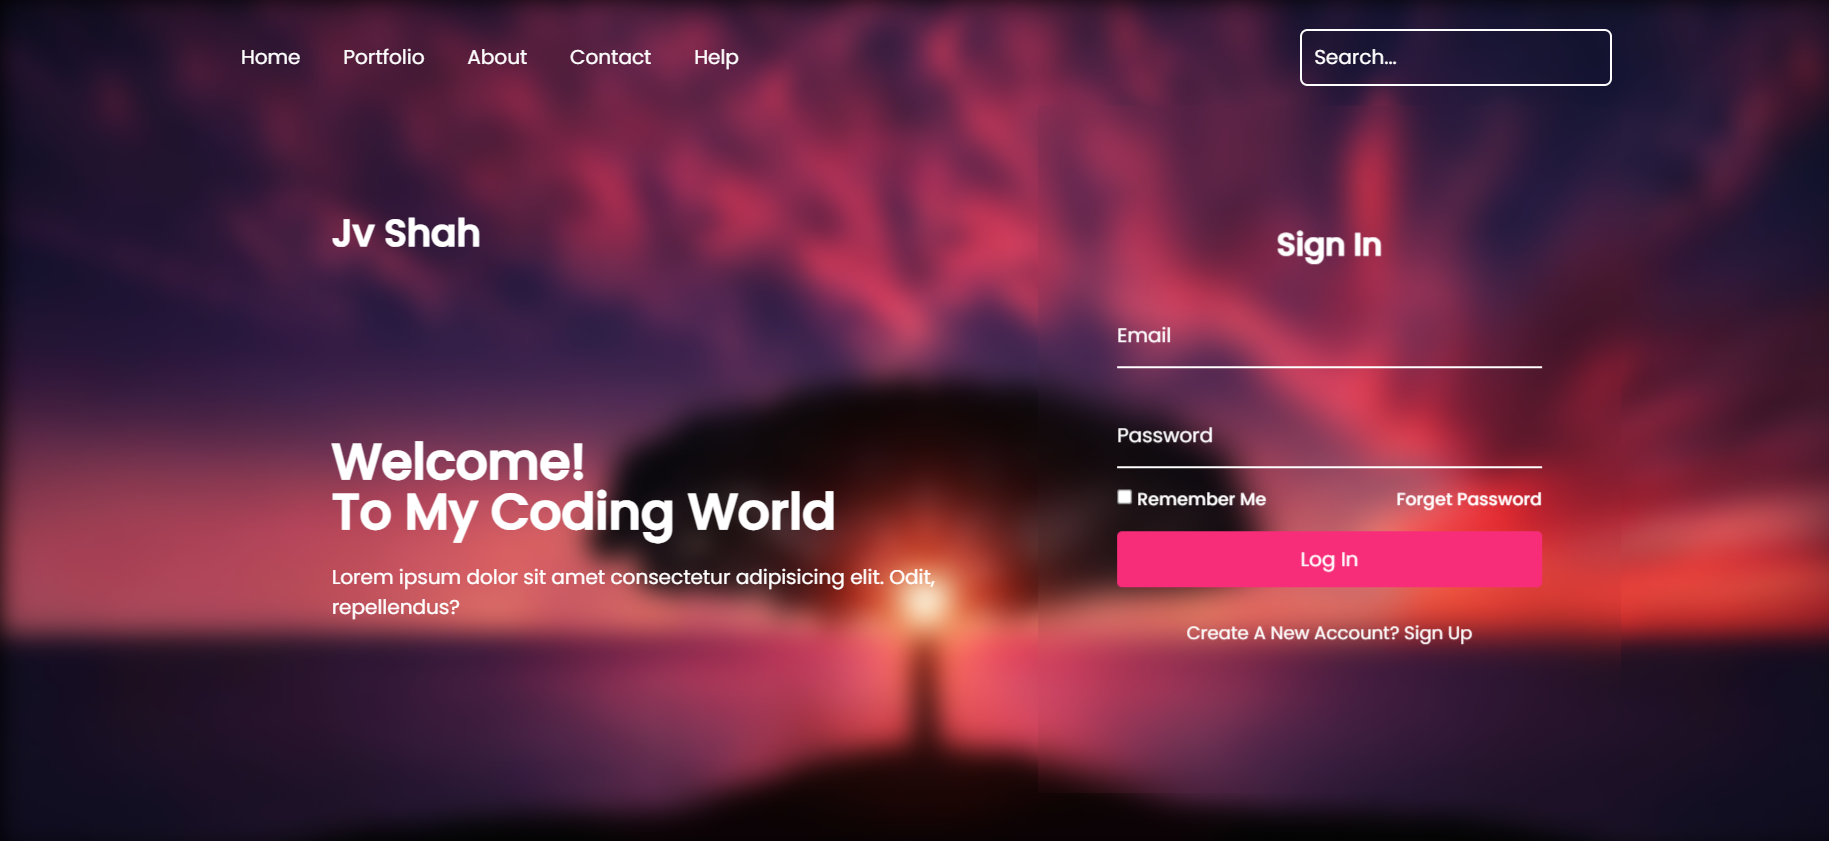 Home Portfolio About Contact Help Search...
Jv Shah
Welcome!
To My Coding World
Lorem ipsum dolor sit amet consectetur adipisicing elit. Odit,
repellendus?
Sign In
Email
Password
Remember Me Forget Password
Log In
Create A New Account? Sign Up